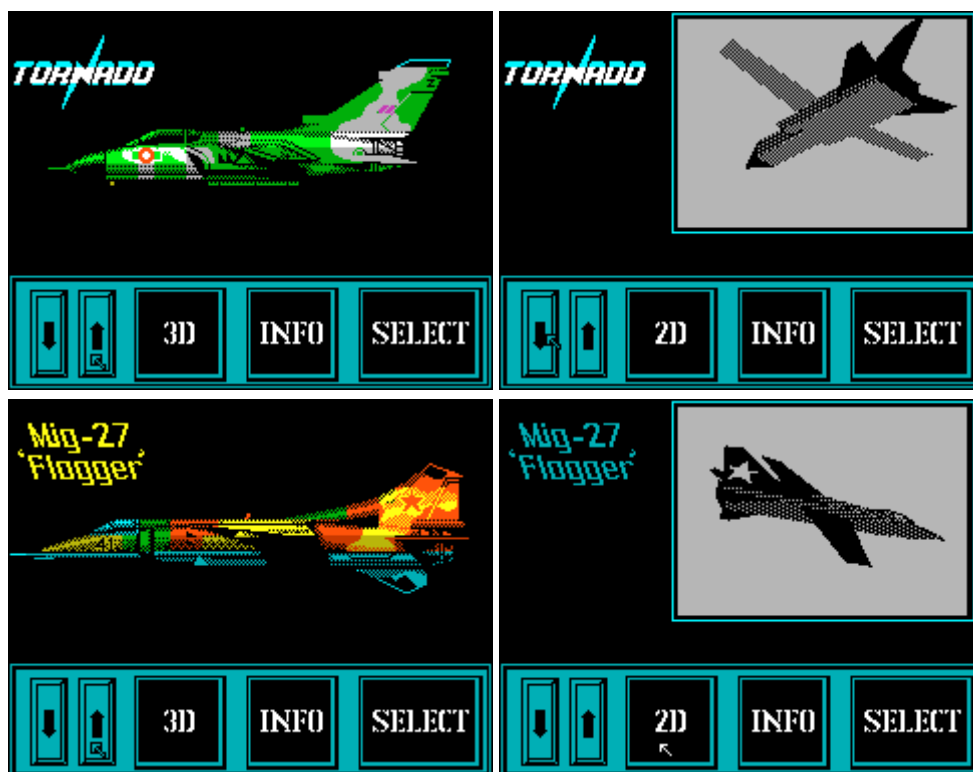 TORNADO
3D INFO SELECT
TORNADO
2D INFO SELECT
Mig-27
'Flogger'
3D INFO SELECT
Mig-27
'Flogger'
2D INFO SELECT